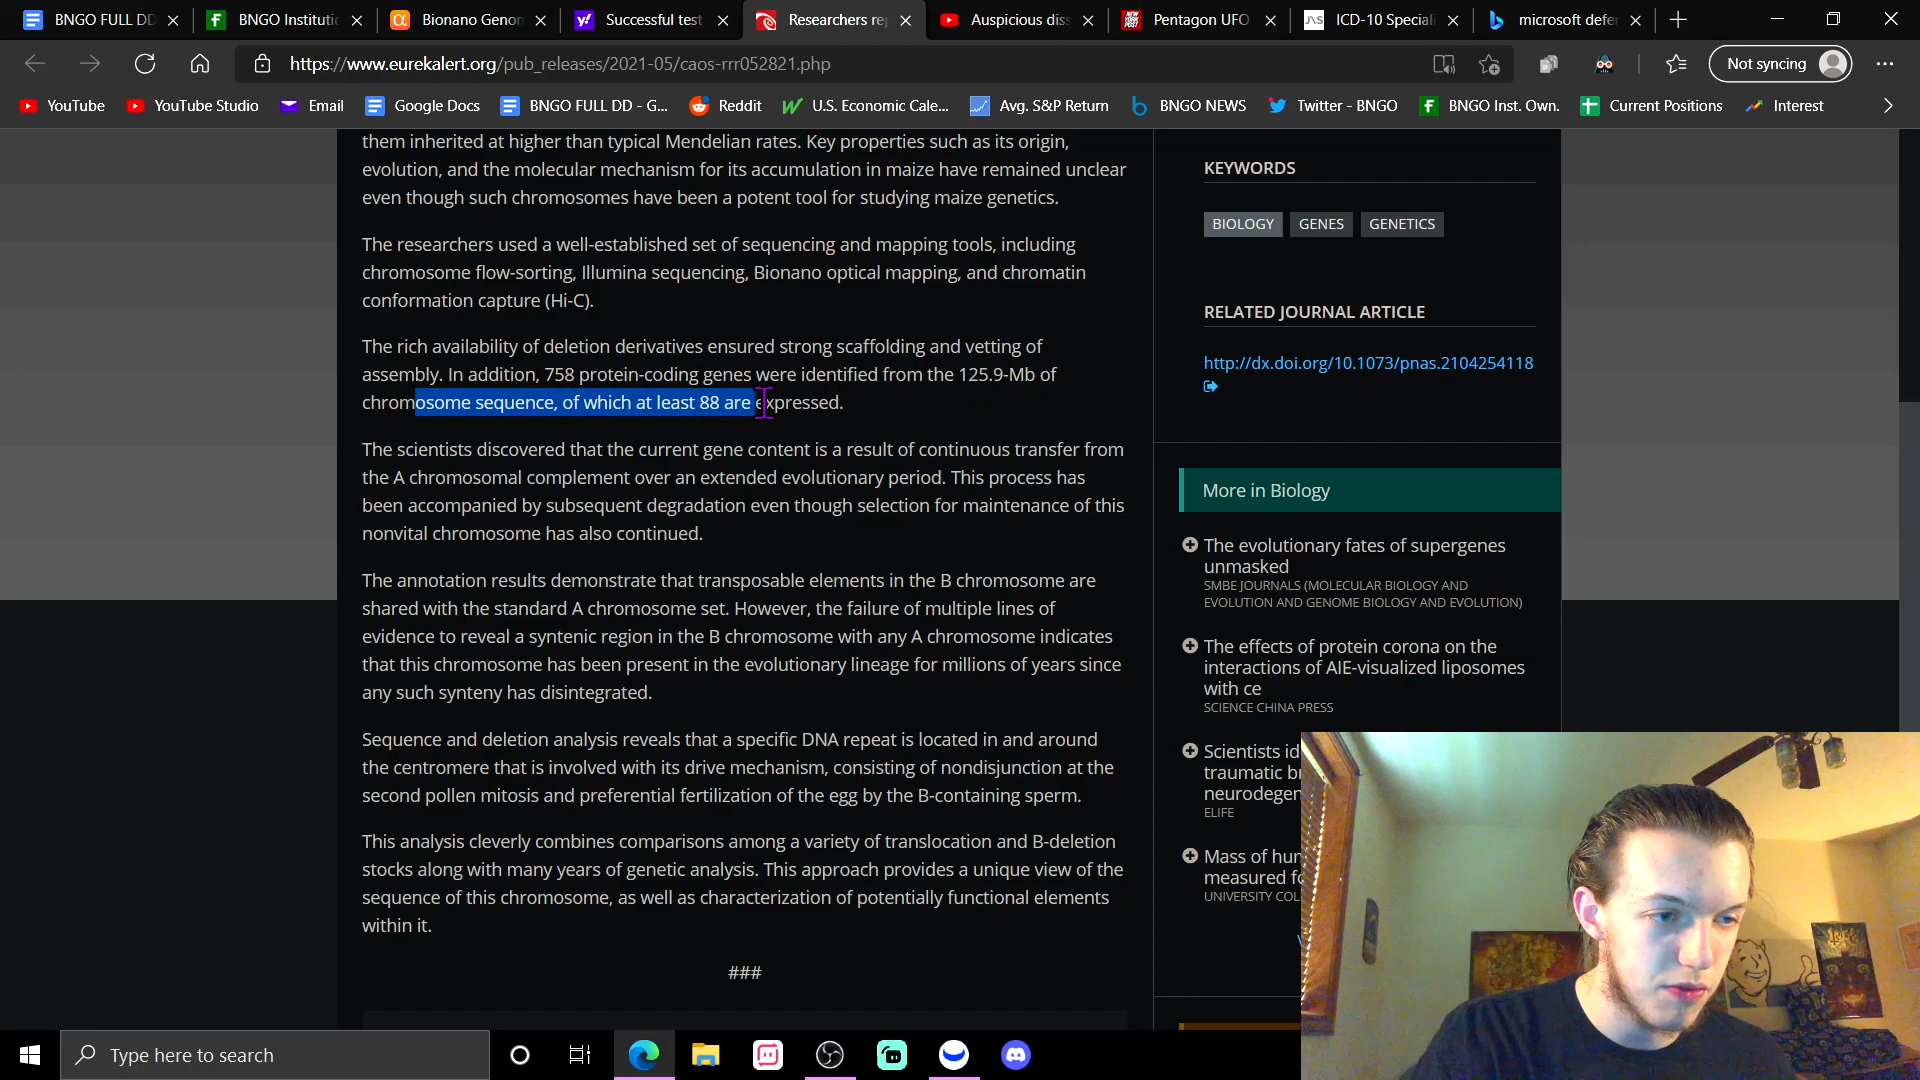 BNGO FULL DD
BNGO Institutio
Bionano Genon
Successful test
Researchers re
Auspicious diss
Pentagon UFO
ICD-10 Speciali
microsoft defen
https://www.eurekalert.org/pub_releases/2021-05/caos-rrr052821.php
Not syncing
YouTube
YouTube Studio
Email
Google Docs
BNGO FULL DD - G...
Reddit
U.S. Economic Cale...
Avg. S&P Return
BNGO NEWS
Twitter - BNGO
BNGO Inst. Own.
Current Positions
Interest
them inherited at higher than typical Mendelian rates. Key properties such as its origin,
evolution, and the molecular mechanism for its accumulation in maize have remained unclear
even though such chromosomes have been a potent tool for studying maize genetics.
The researchers used a well-established set of sequencing and mapping tools, including
chromosome flow-sorting, Illumina sequencing, Bionano optical mapping, and chromatin
conformation capture (Hi-C).
The rich availability of deletion derivatives ensured strong scaffolding and vetting of
assembly. In addition, 758 protein-coding genes were identified from the 125.9-Mb of
chromosome sequence, of which at least 88 are expressed.
The scientists discovered that the current gene content is a result of continuous transfer from
the A chromosomal complement over an extended evolutionary period. This process has
been accompanied by subsequent degradation even though selection for maintenance of this
nonvital chromosome has also continued.
The annotation results demonstrate that transposable elements in the B chromosome are
shared with the standard A chromosome set. However, the failure of multiple lines of
evidence to reveal a syntenic region in the B chromosome with any A chromosome indicates
that this chromosome has been present in the evolutionary lineage for millions of years since
any such synteny has disintegrated.
Sequence and deletion analysis reveals that a specific DNA repeat is located in and around
the centromere that is involved with its drive mechanism, consisting of nondisjunction at the
second pollen mitosis and preferential fertilization of the egg by the B-containing sperm.
This analysis cleverly combines comparisons among a variety of translocation and B-deletion
stocks along with many years of genetic analysis. This approach provides a unique view of the
sequence of this chromosome, as well as characterization of potentially functional elements
within it.
###
KEYWORDS
BIOLOGY
GENES
GENETICS
RELATED JOURNAL ARTICLE
http://dx.doi.org/10.1073/pnas.2104254118
More in Biology
The evolutionary fates of supergenes
unmasked
SMBE JOURNALS (MOLECULAR BIOLOGY AND
EVOLUTION AND GENOME BIOLOGY AND EVOLUTION)
The effects of protein corona on the
interactions of AIE-visualized liposomes
with ce
SCIENCE CHINA PRESS
Scientists id
traumatic b
neurodegen
ELIFE
Mass of hum
measured fo
UNIVERSITY COL
Type here to search